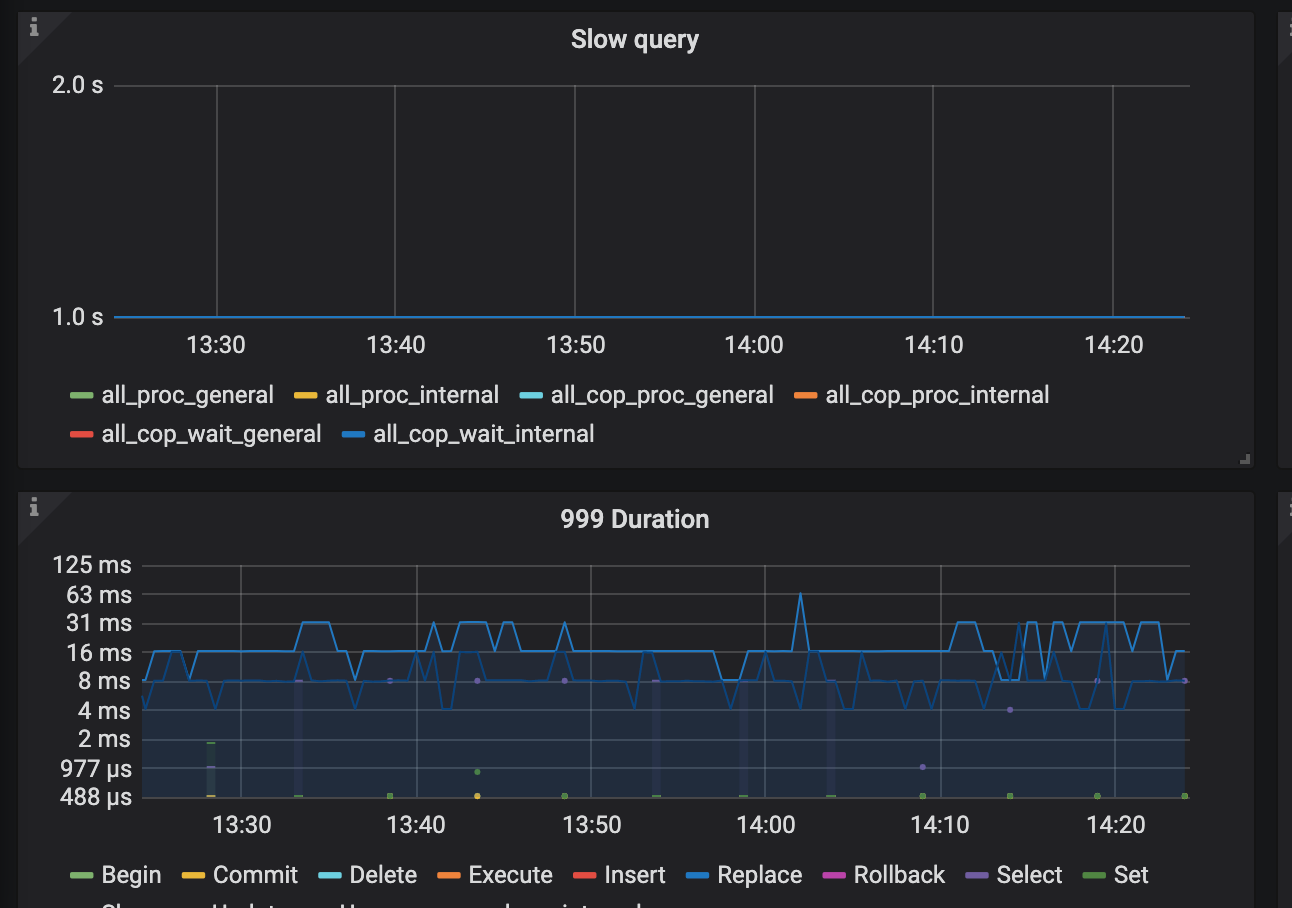 Slow query
2.0 s
1.0 s
13:30 13:40 13:50 14:00 14:10 14:20
all_proc_general all_proc_internal all_cop_proc_general all_cop_proc_internal
all_cop_wait_general all_cop_wait_internal
999 Duration
125 ms
63 ms
31 ms
16 ms
8 ms
4 ms
2 ms
977 µs
488 µs
13:30 13:40 13:50 14:00 14:10 14:20
Begin Commit Delete Execute Insert Replace Rollback Select Set